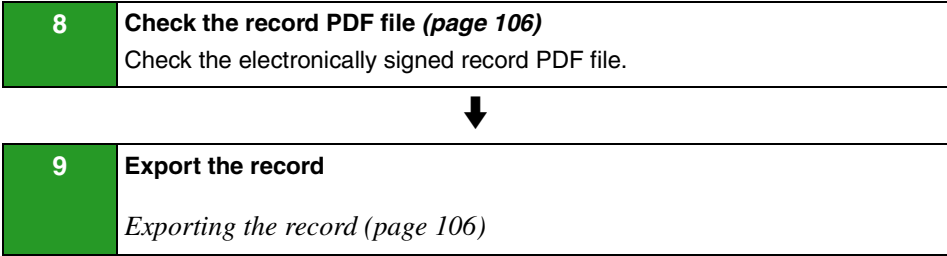 8
Check the record PDF file (page 106)
Check the electronically signed record PDF file.
9
Export the record
Exporting the record (page 106)